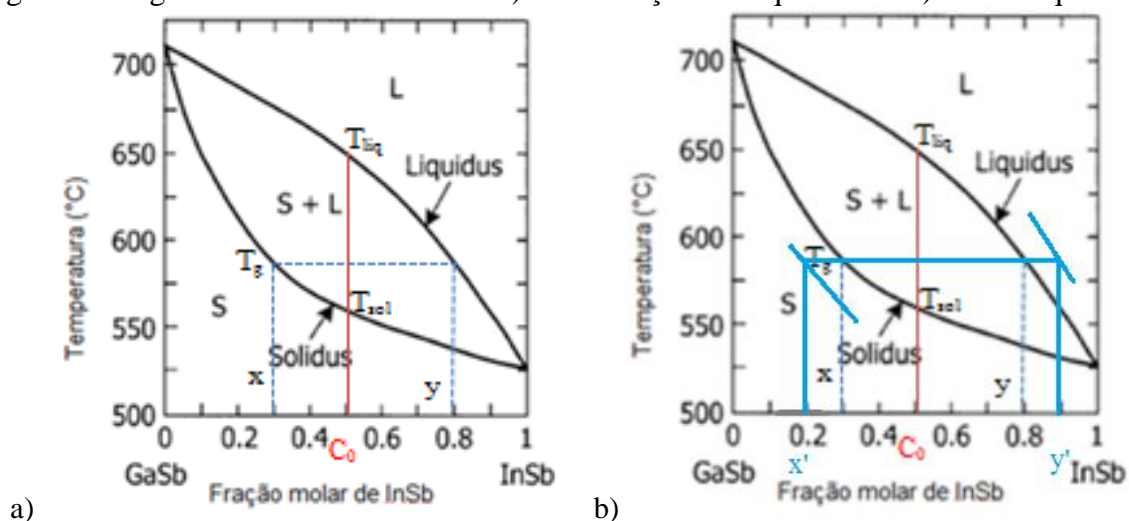 700
L
T_liq
650
Liquidus
S + L
Temperatura (°C)
600
T_g
S
550
T_sol
Solidus
x
y
500
0 0.2 0.4 0.6 0.8 1
C_0
GaSb
InSb
Fração molar de InSb
a)
700
L
T_liq
650
Liquidus
S + L
Temperatura (°C)
600
T_g
S
550
T_sol
Solidus
x
y
500
0 0.2 0.4 0.6 0.8 1
x'
C_0
y'
GaSb
InSb
Fração molar de InSb
b)